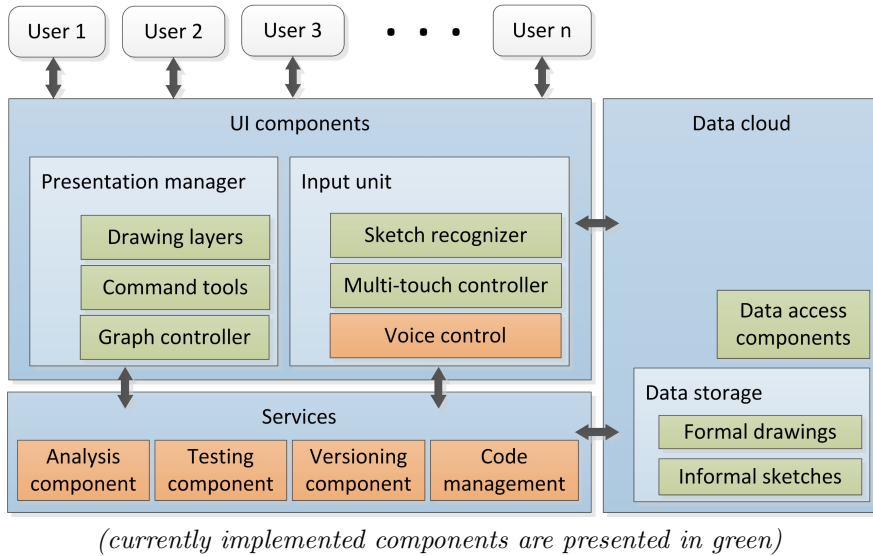 User 1
User 2
User 3
. . .
User n
UI components
Presentation manager
Drawing layers
Command tools
Graph controller
Input unit
Sketch recognizer
Multi-touch controller
Voice control
Services
Analysis
component
Testing
component
Versioning
component
Code
management
Data cloud
Data access
components
Data storage
Formal drawings
Informal sketches
(currently implemented components are presented in green)